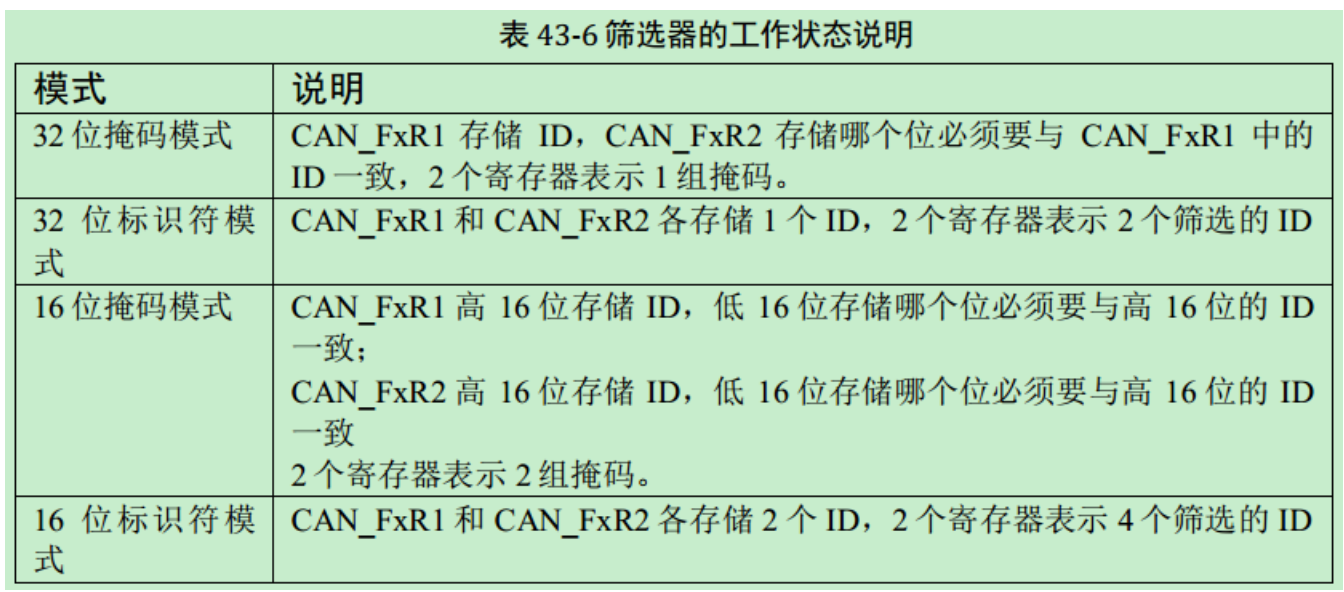 表 43-6 筛选器的工作状态说明
模式 说明
32 位掩码模式 CAN_FxR1 存储 ID，CAN_FxR2 存储哪个位必须要与 CAN_FxR1 中的
ID 一致，2 个寄存器表示 1 组掩码。
32 位标识符模 CAN_FxR1 和 CAN_FxR2 各存储 1 个 ID，2 个寄存器表示 2 个筛选的 ID
式
16 位掩码模式 CAN_FxR1 高 16 位存储 ID，低 16 位存储哪个位必须要与高 16 位的 ID
一致；
CAN_FxR2 高 16 位存储 ID，低 16 位存储哪个位必须要与高 16 位的 ID
一致
2 个寄存器表示 2 组掩码。
16 位标识符模 CAN_FxR1 和 CAN_FxR2 各存储 2 个 ID，2 个寄存器表示 4 个筛选的 ID
式